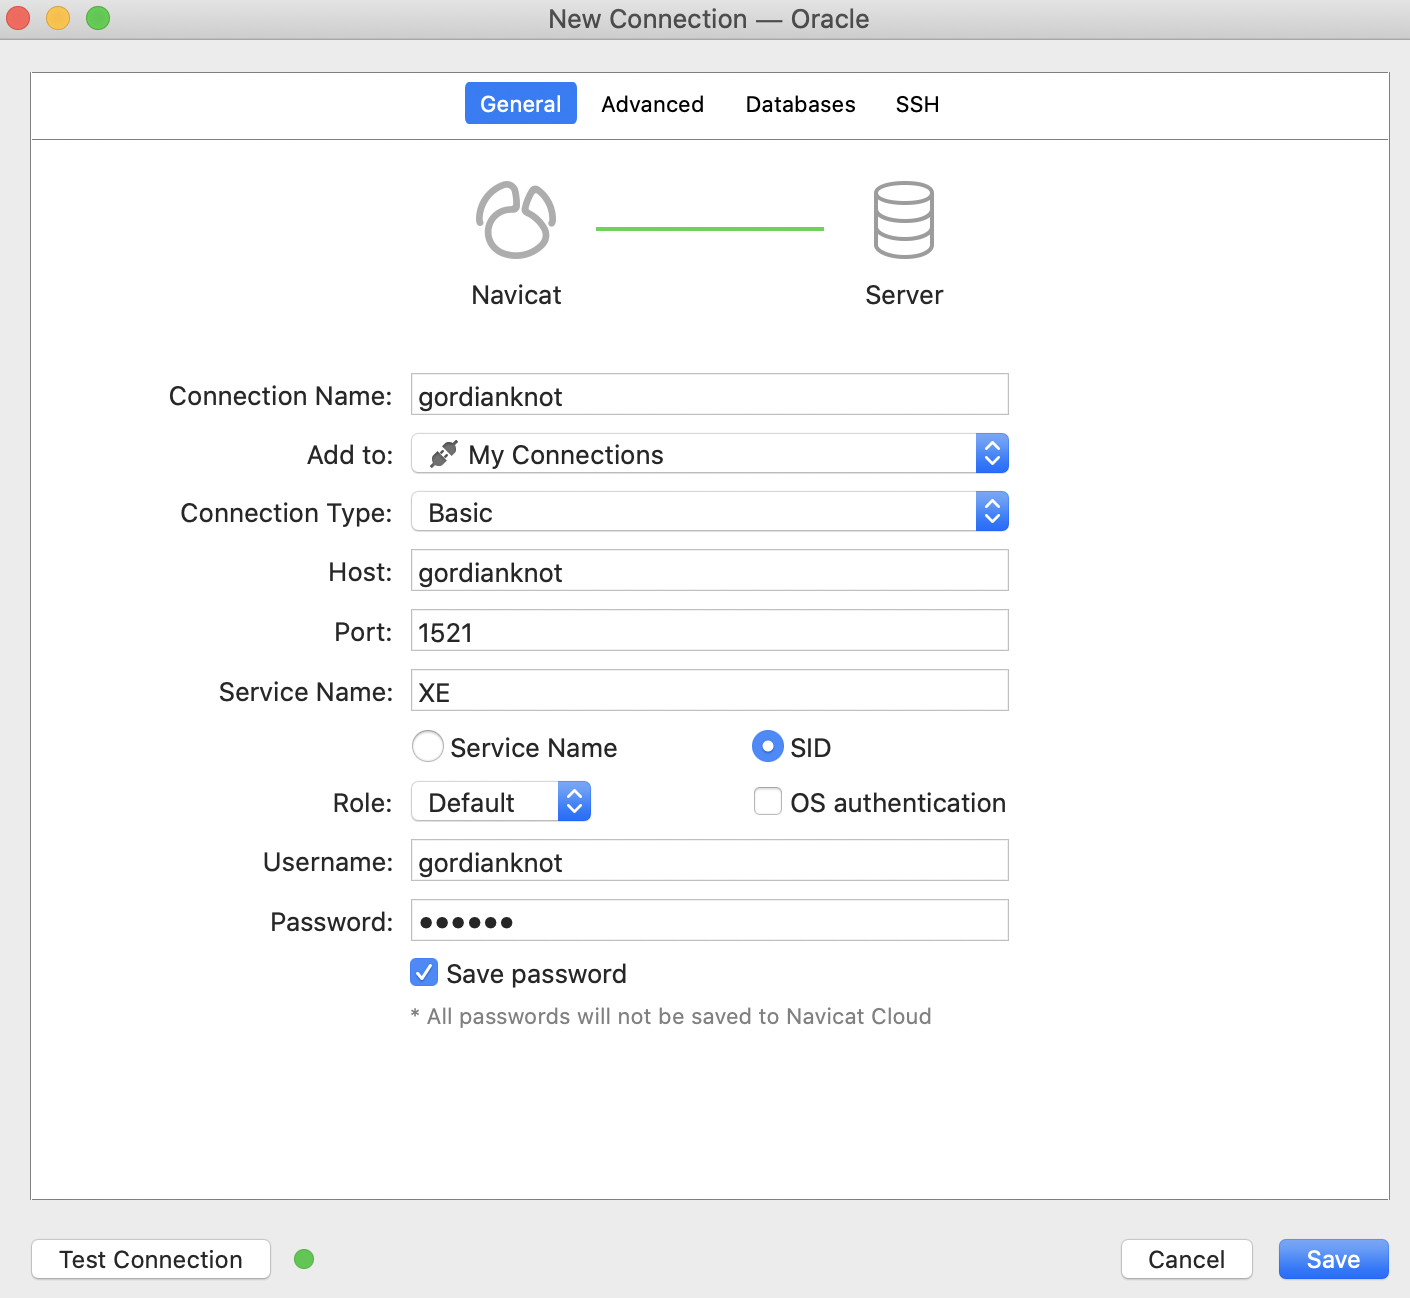 New Connection — Oracle
General Advanced Databases SSH
Navicat Server
Connection Name: gordianknot
Add to: My Connections
Connection Type: Basic
Host: gordianknot
Port: 1521
Service Name: XE
Service Name SID
Role: Default OS authentication
Username: gordianknot
Password: ••••••
Save password
* All passwords will not be saved to Navicat Cloud
Test Connection Cancel Save